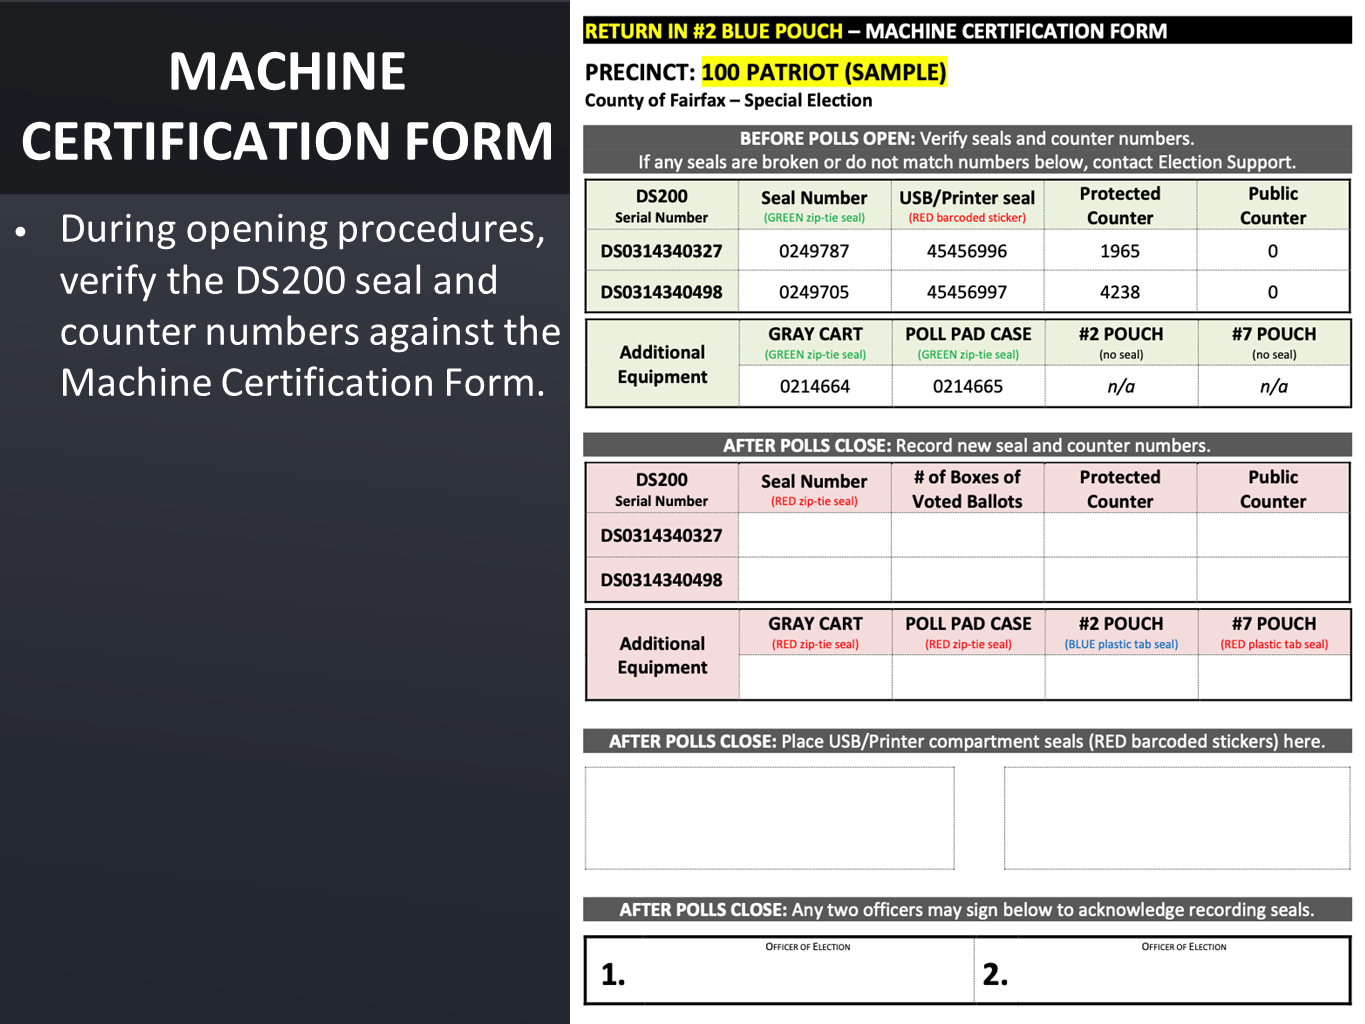 MACHINE
CERTIFICATION FORM
• During opening procedures,
verify the DS200 seal and
counter numbers against the
Machine Certification Form.
RETURN IN #2 BLUE POUCH – MACHINE CERTIFICATION FORM
PRECINCT: 100 PATRIOT (SAMPLE)
County of Fairfax – Special Election
BEFORE POLLS OPEN: Verify seals and counter numbers.
If any seals are broken or do not match numbers below, contact Election Support.
DS200 Serial Number | Seal Number (GREEN zip-tie seal) | USB/Printer seal (RED barcoded sticker) | Protected Counter | Public Counter
DS0314340327 | 0249787 | 45456996 | 1965 | 0
DS0314340498 | 0249705 | 45456997 | 4238 | 0
Additional Equipment | GRAY CART (GREEN zip-tie seal) | POLL PAD CASE (GREEN zip-tie seal) | #2 POUCH (no seal) | #7 POUCH (no seal)
0214664 | 0214665 | n/a | n/a
AFTER POLLS CLOSE: Record new seal and counter numbers.
DS200 Serial Number | Seal Number (RED zip-tie seal) | # of Boxes of Voted Ballots | Protected Counter | Public Counter
DS0314340327
DS0314340498
Additional Equipment | GRAY CART (RED zip-tie seal) | POLL PAD CASE (RED zip-tie seal) | #2 POUCH (BLUE plastic tab seal) | #7 POUCH (RED plastic tab seal)
AFTER POLLS CLOSE: Place USB/Printer compartment seals (RED barcoded stickers) here.
AFTER POLLS CLOSE: Any two officers may sign below to acknowledge recording seals.
OFFICER OF ELECTION | OFFICER OF ELECTION
1. | 2.